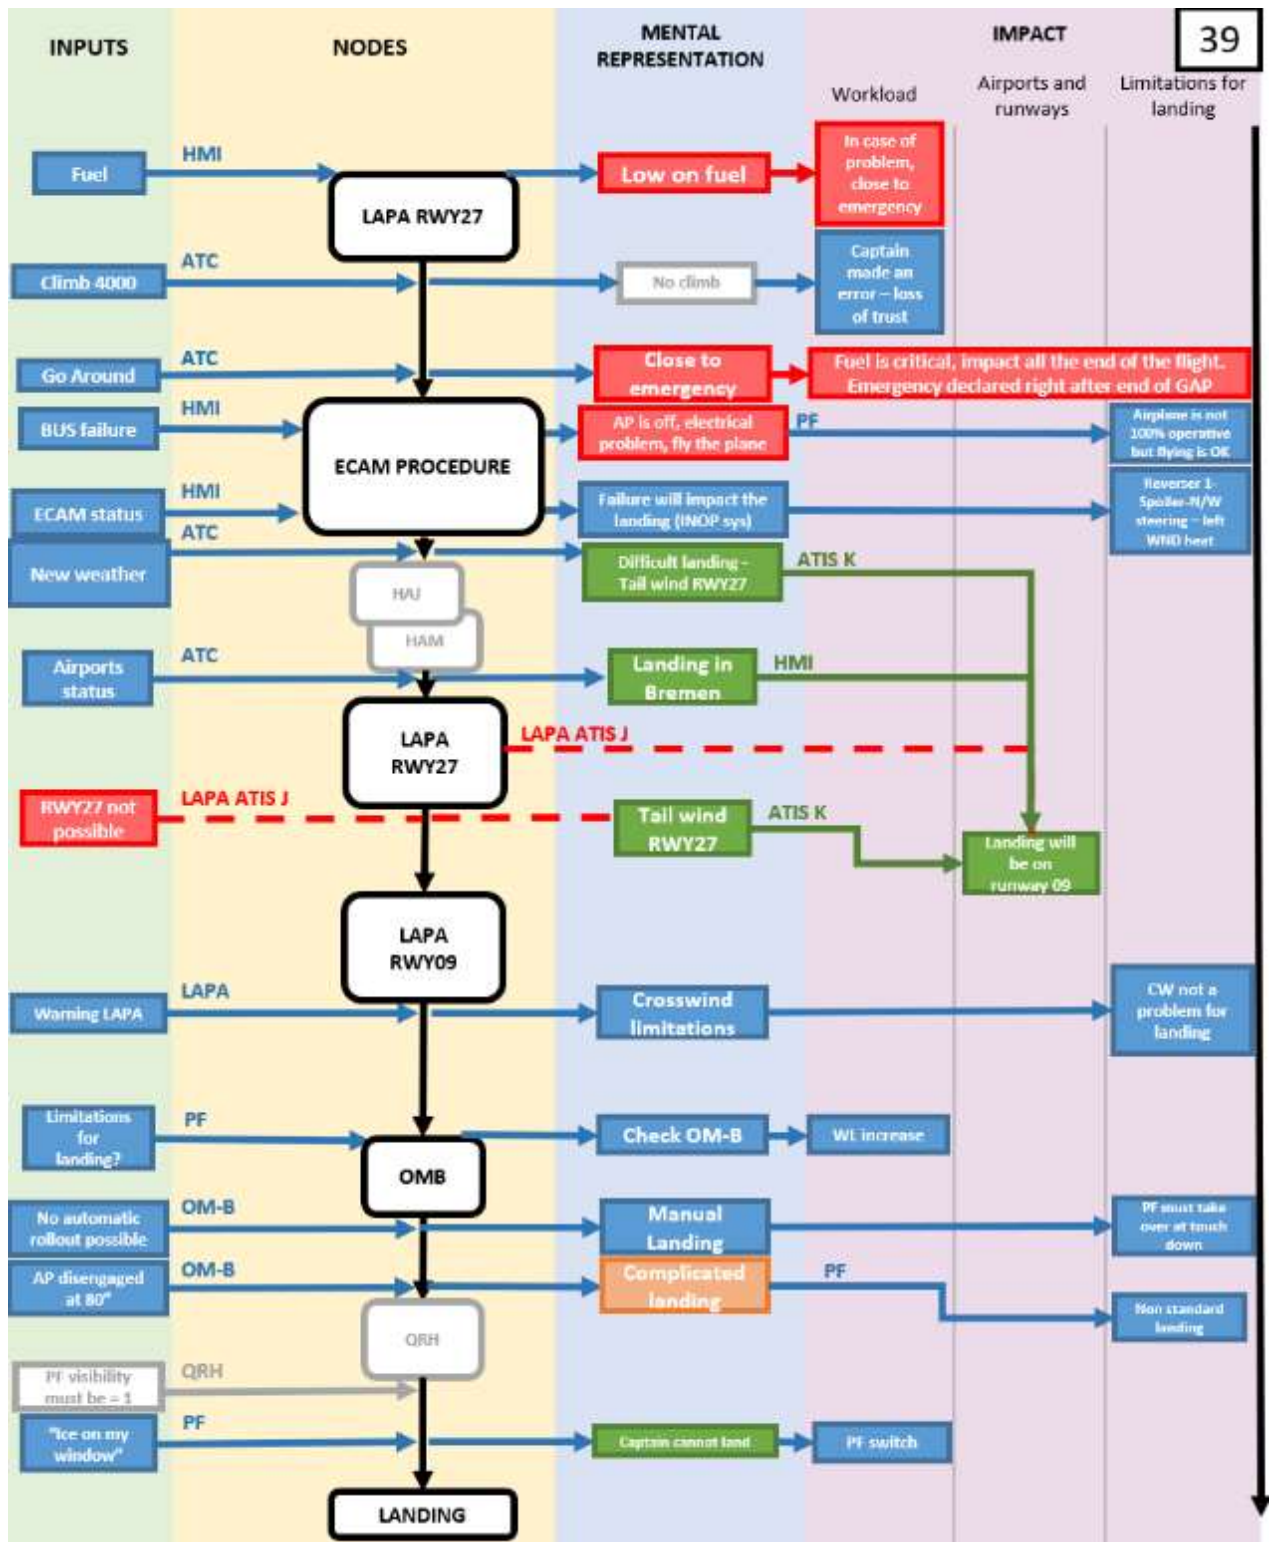 INPUTS
NODES
MENTAL
REPRESENTATION
IMPACT
39
Workload
Airports and
runways
Limitations for
landing
Fuel
HMI
LAPA RWY27
Low on fuel
In case of
problem,
close to
emergency
Climb 4000
ATC
No climb
Captain
made an
error – loss
of trust
Go Around
ATC
Close to
emergency
Fuel is critical, impact all the end of the flight.
Emergency declared right after end of GAP
BUS failure
HMI
ECAM PROCEDURE
AP is off, electrical
problem, fly the plane
PF
Airplane is not
100% operative
but flying is OK
ECAM status
HMI
Failure will impact the
landing (INOP sys)
Reverser 1-
Spoiler-N/W
steering – left
WND heat
New weather
ATC
HAJ
HAM
Difficult landing -
Tail wind RWY27
ATIS K
Airports
status
ATC
Landing in
Bremen
HMI
LAPA
RWY27
LAPA ATIS J
RWY27 not
possible
LAPA ATIS J
Tail wind
RWY27
ATIS K
Landing will
be on
runway 09
LAPA
RWY09
Warning LAPA
LAPA
Crosswind
limitations
CW not a
problem for
landing
Limitations
for
landing?
PF
OMB
Check OM-B
WL increase
No automatic
rollout possible
OM-B
Manual
Landing
PF must take
over at touch
down
AP disengaged
at 80"
OM-B
Complicated
landing
PF
Non standard
landing
QRH
PF visibility
must be = 1
QRH
"Ice on my
window"
PF
Captain cannot land
PF switch
LANDING